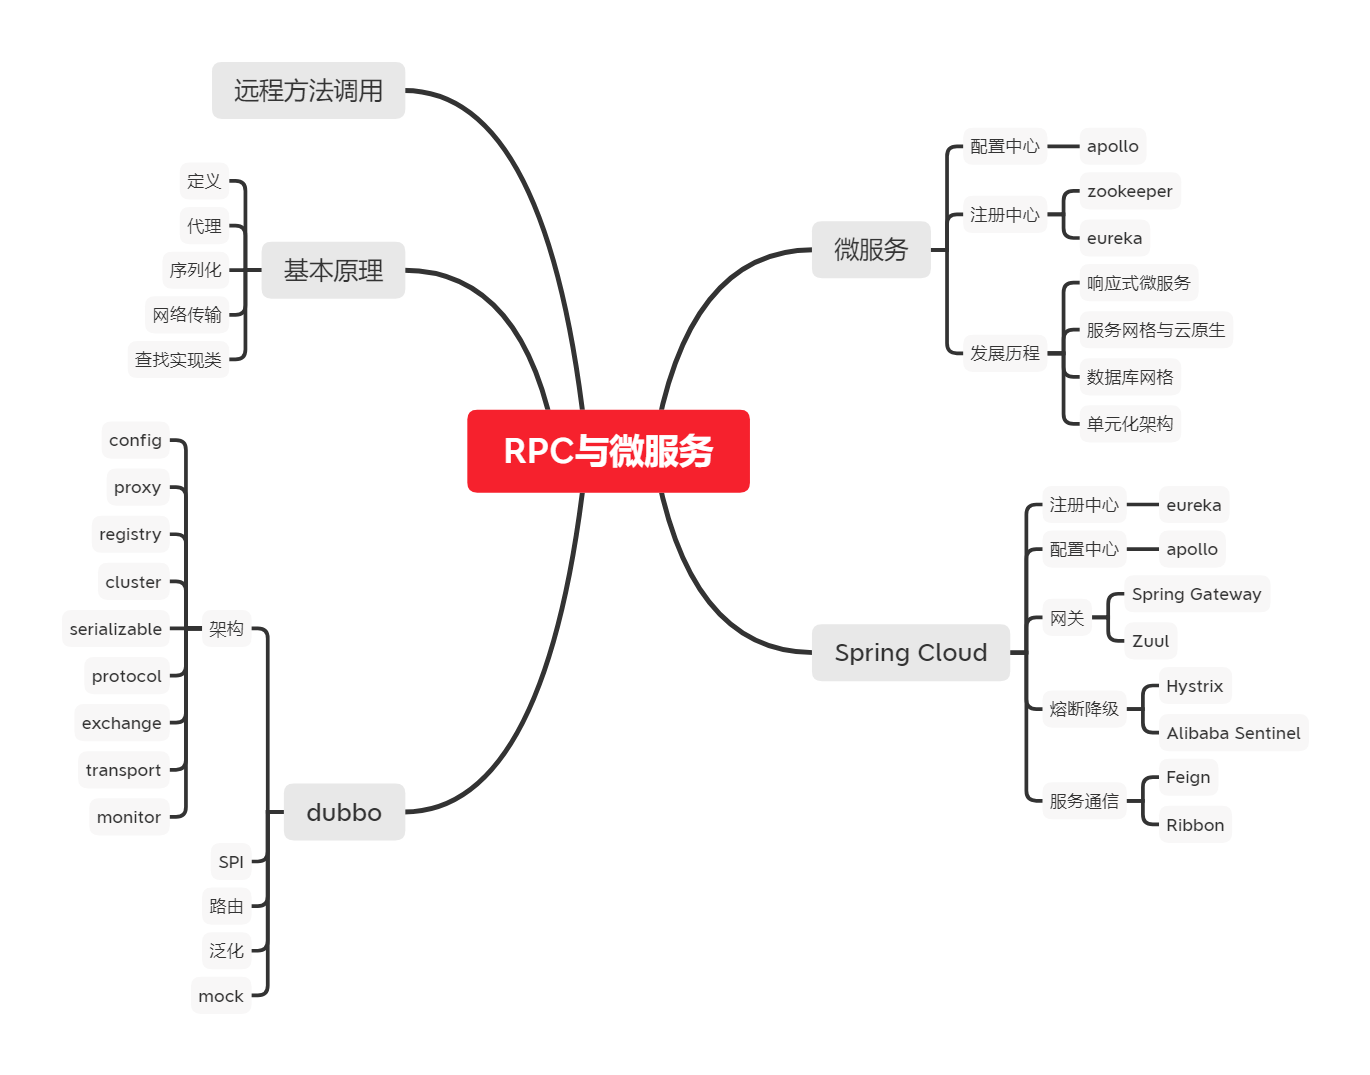 RPC与微服务
微服务
配置中心
apollo
注册中心
zookeeper
eureka
发展历程
响应式微服务
服务网格与云原生
数据库网格
单元化架构
Spring Cloud
注册中心
eureka
配置中心
apollo
网关
Spring Gateway
Zuul
熔断降级
Hystrix
Alibaba Sentinel
服务通信
Feign
Ribbon
远程方法调用
基本原理
定义
代理
序列化
网络传输
查找实现类
dubbo
架构
config
proxy
registry
cluster
serializable
protocol
exchange
transport
monitor
SPI
路由
泛化
mock